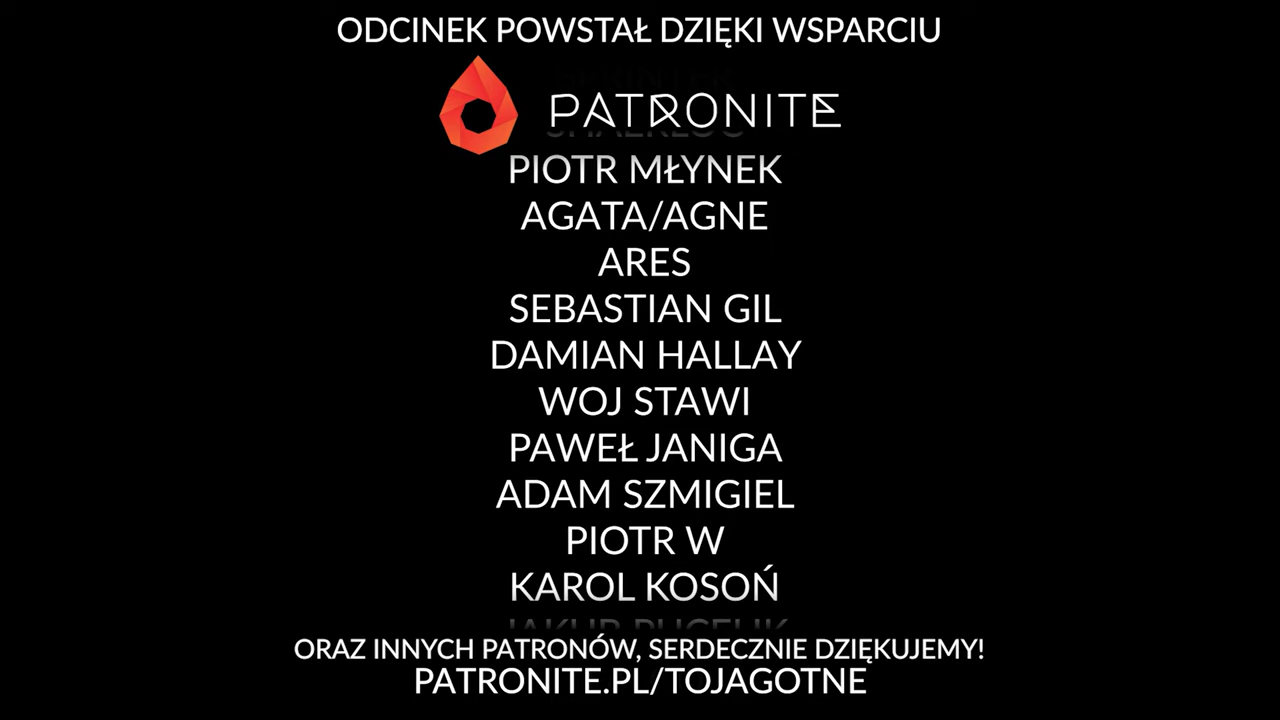 ODCINEK POWSTAŁ DZIĘKI WSPARCIU
PATRONITE
PIOTR MŁYNEK
AGATA/AGNE
ARES
SEBASTIAN GIL
DAMIAN HALLAY
WOJ STAWI
PAWEŁ JANIGA
ADAM SZMIGIEL
PIOTR W
KAROL KOSOŃ
ORAZ INNYCH PATRONÓW, SERDECZNIE DZIĘKUJEMY!
PATRONITE.PL/TOJAGOTNE